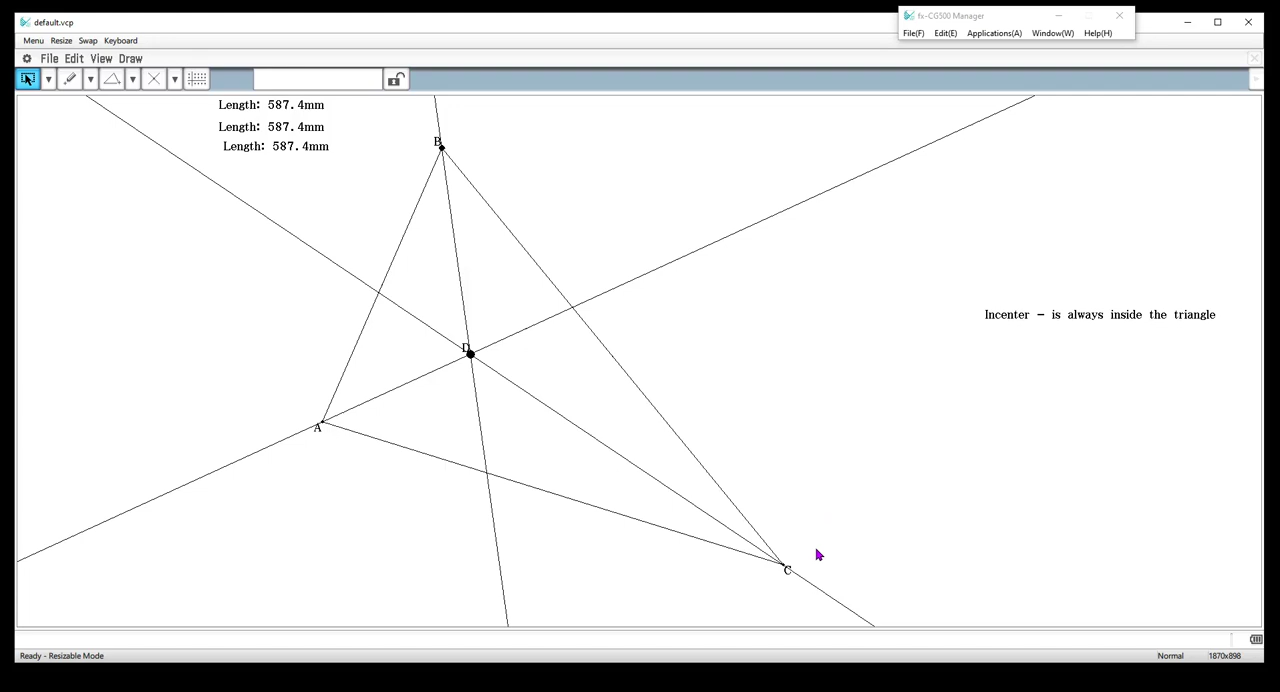 default.vcp
fx-CG500 Manager
File(F) Edit(E) Applications(A) Window(W) Help(H)
Menu Resize Swap Keyboard
File Edit View Draw
Length: 587.4mm
Length: 587.4mm
Length: 587.4mm
B
Incenter - is always inside the triangle
D
A
C
Ready - Resizable Mode
Normal
1870x898